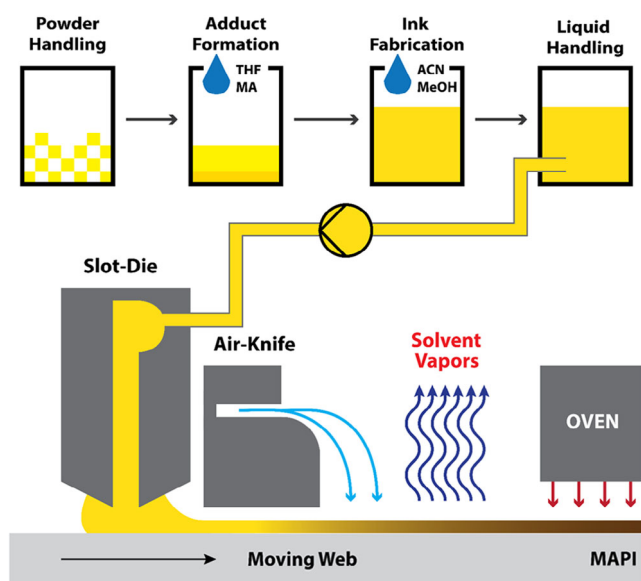 Powder
Handling
Adduct
Formation
Ink
Fabrication
Liquid
Handling
THF
MA
ACN
MeOH
Slot-Die
Air-Knife
Solvent
Vapors
OVEN
Moving Web
MAPI